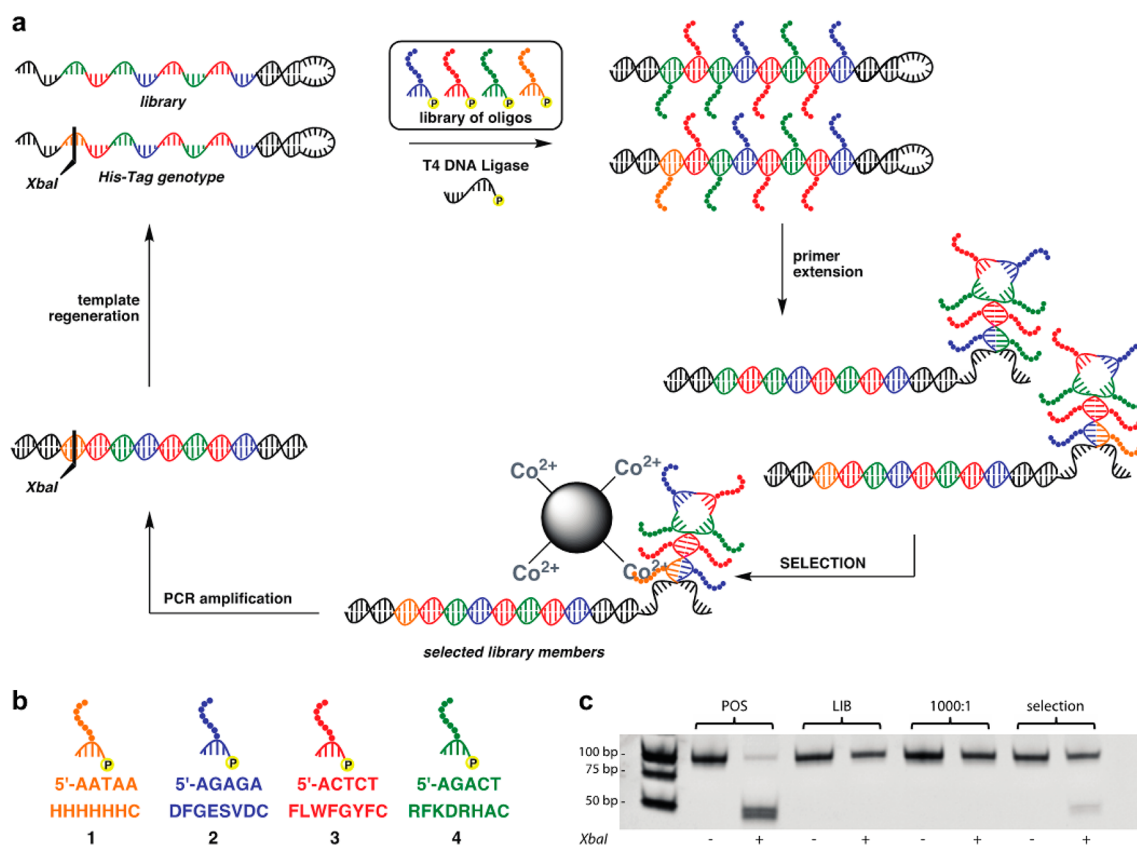 a
library
XbaI
His-Tag genotype
P P P P
library of oligos
T4 DNA Ligase
P
primer
extension
template
regeneration
XbaI
Co2+
Co2+
Co2+
Co2+
SELECTION
PCR amplification
selected library members
b
P P P P
5'-AATAA 5'-AGAGA 5'-ACTCT 5'-AGACT
HHHHHHC DFGESVDC FLWFGYFC RFKDRHAC
1 2 3 4
c
POS LIB 1000:1 selection
100 bp -
75 bp -
50 bp -
XbaI - + - + - + - +